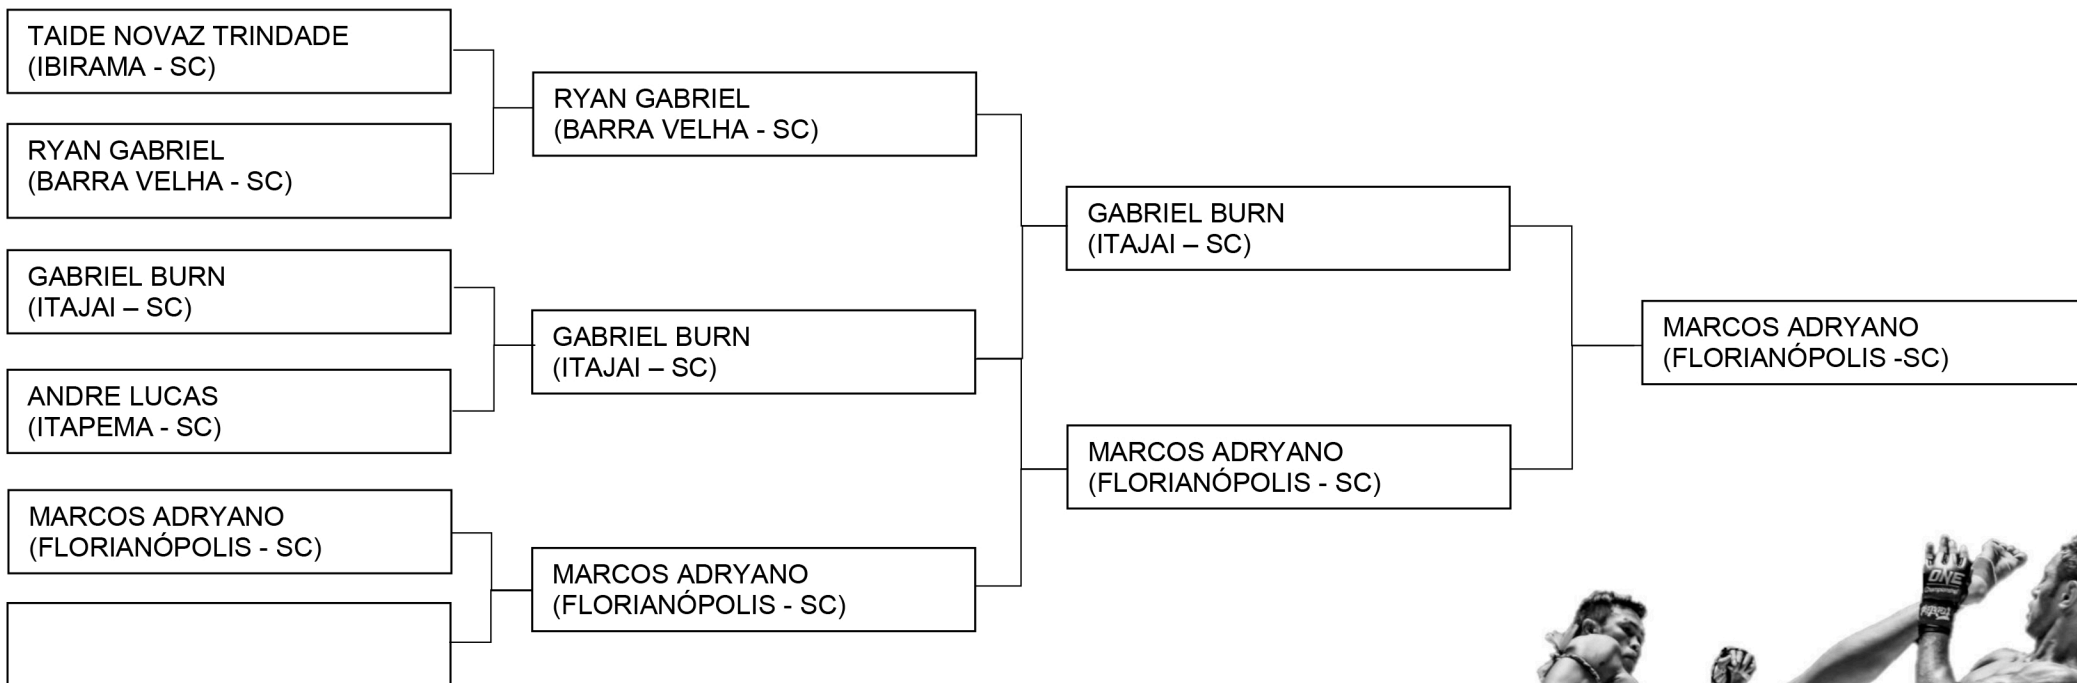 TAIDE NOVAZ TRINDADE
(IBIRAMA - SC)
RYAN GABRIEL
(BARRA VELHA - SC)
GABRIEL BURN
(ITAJAI – SC)
ANDRE LUCAS
(ITAPEMA - SC)
MARCOS ADRYANO
(FLORIANÓPOLIS - SC)
RYAN GABRIEL
(BARRA VELHA - SC)
GABRIEL BURN
(ITAJAI – SC)
MARCOS ADRYANO
(FLORIANÓPOLIS - SC)
GABRIEL BURN
(ITAJAI – SC)
MARCOS ADRYANO
(FLORIANÓPOLIS - SC)
MARCOS ADRYANO
(FLORIANÓPOLIS -SC)
ONE